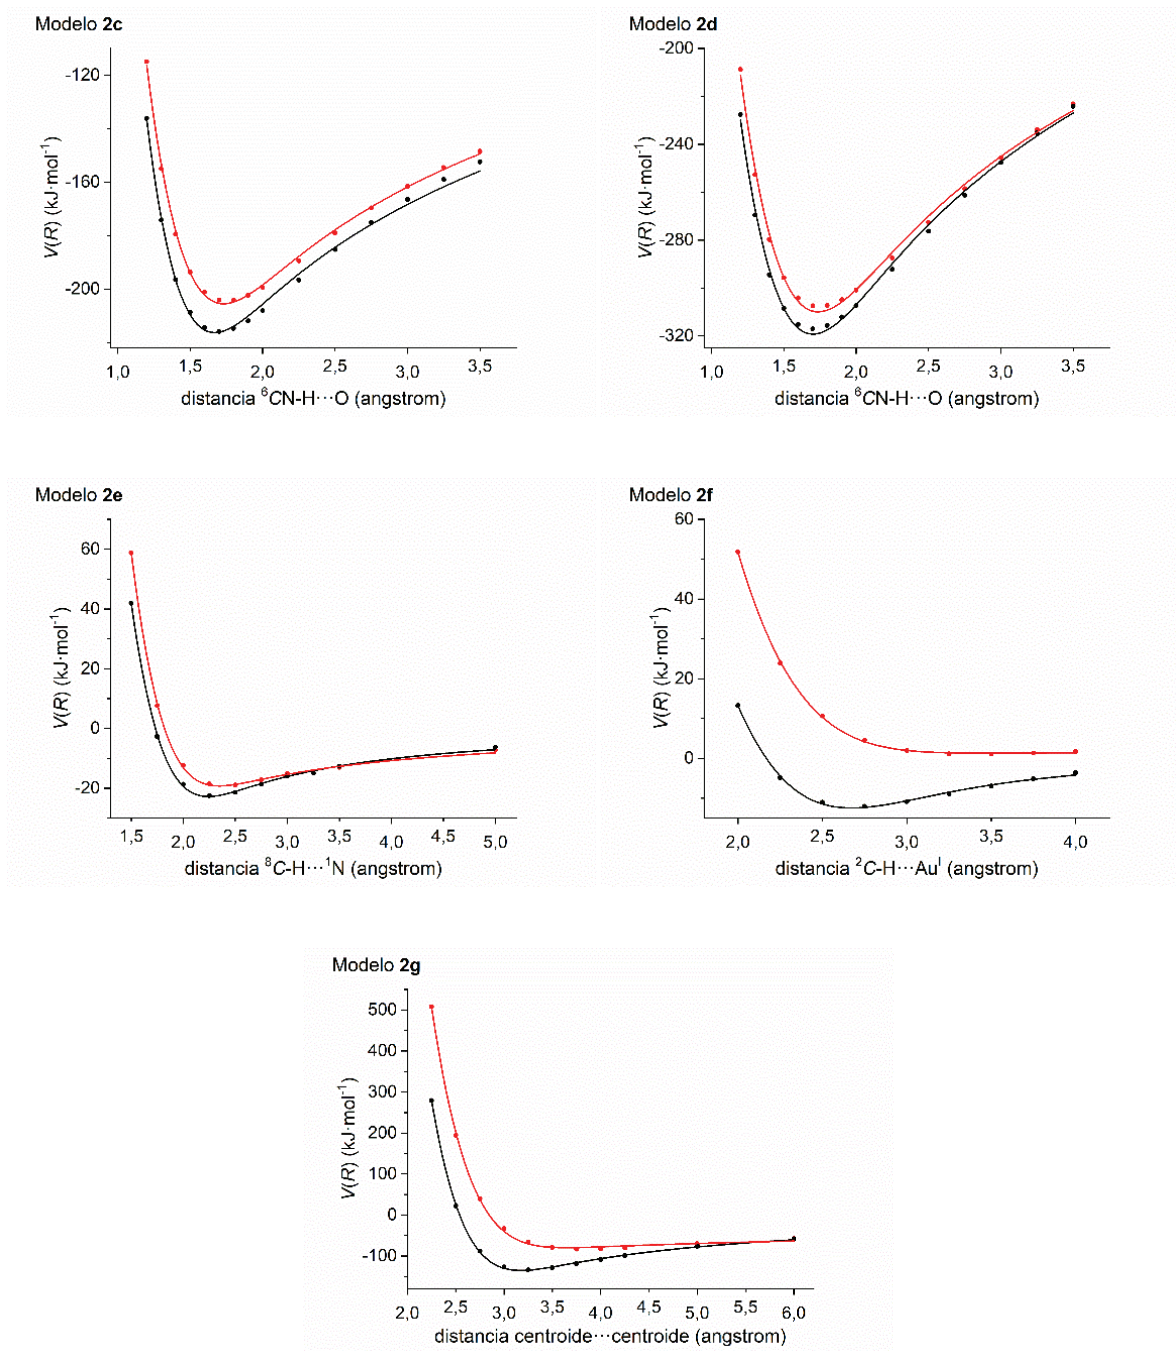 Modelo 2c
-120
-160
-200
V(R) (kJ·mol⁻¹)
1,0 1,5 2,0 2,5 3,0 3,5
distancia ⁶CN-H···O (angstrom)
Modelo 2d
-200
-240
-280
-320
V(R) (kJ·mol⁻¹)
1,0 1,5 2,0 2,5 3,0 3,5
distancia ⁶CN-H···O (angstrom)
Modelo 2e
60
40
20
0
-20
V(R) (kJ·mol⁻¹)
1,5 2,0 2,5 3,0 3,5 4,0 4,5 5,0
distancia ⁸C-H···¹N (angstrom)
Modelo 2f
60
40
20
0
V(R) (kJ·mol⁻¹)
2,0 2,5 3,0 3,5 4,0
distancia ²C-H···Auᴵ (angstrom)
Modelo 2g
500
400
300
200
100
0
-100
V(R) (kJ·mol⁻¹)
2,0 2,5 3,0 3,5 4,0 4,5 5,0 5,5 6,0
distancia centroide···centroide (angstrom)